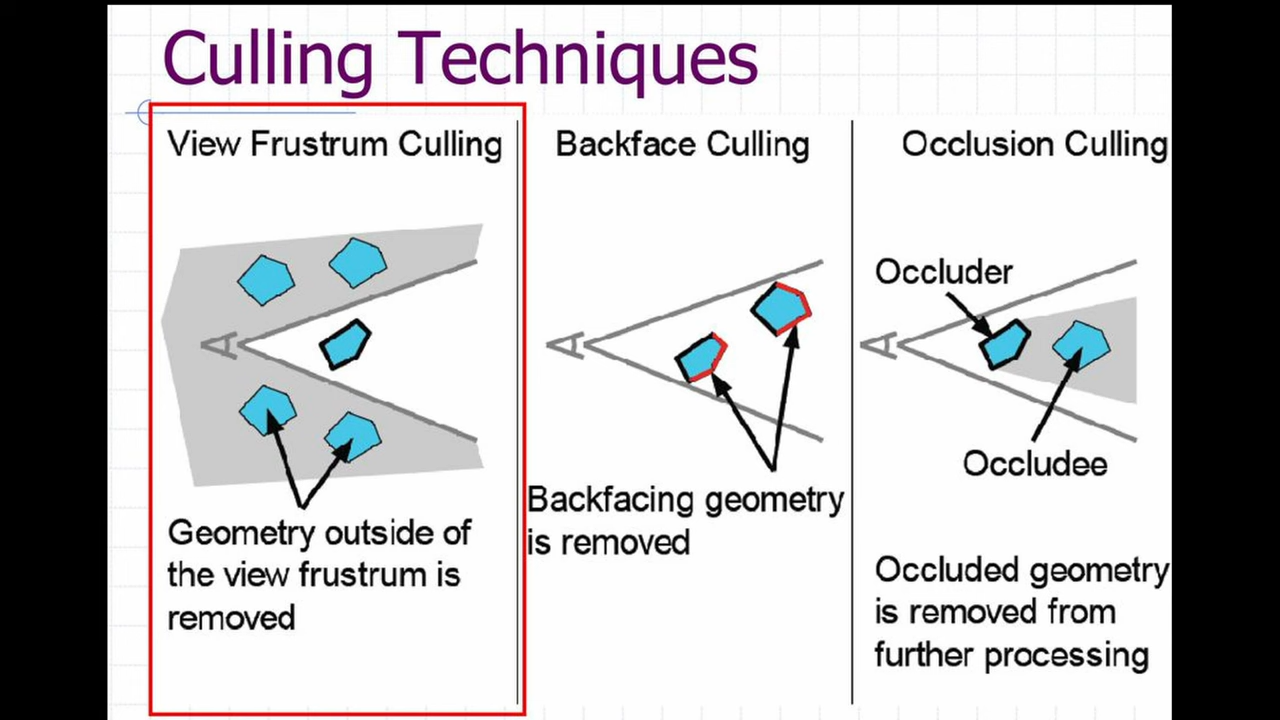 Culling Techniques
View Frustrum Culling
Geometry outside of
the view frustrum is
removed
Backface Culling
Backfacing geometry
is removed
Occlusion Culling
Occluder
Occludee
Occluded geometry
is removed from
further processing